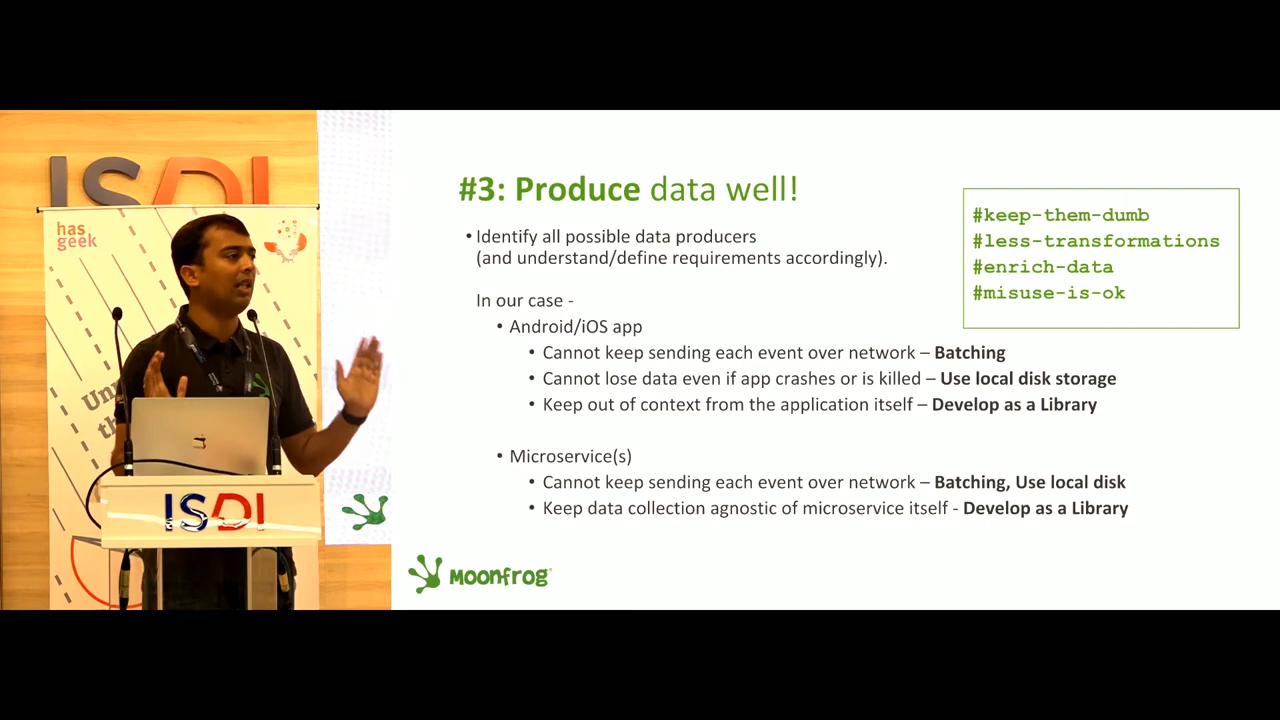 ISDI
has
geek
Un
th
ISDI
#3: Produce data well!
#keep-them-dumb
#less-transformations
#enrich-data
#misuse-is-ok
• Identify all possible data producers
(and understand/define requirements accordingly).
In our case -
• Android/iOS app
• Cannot keep sending each event over network – Batching
• Cannot lose data even if app crashes or is killed – Use local disk storage
• Keep out of context from the application itself – Develop as a Library
• Microservice(s)
• Cannot keep sending each event over network – Batching, Use local disk
• Keep data collection agnostic of microservice itself - Develop as a Library
MOONFROG